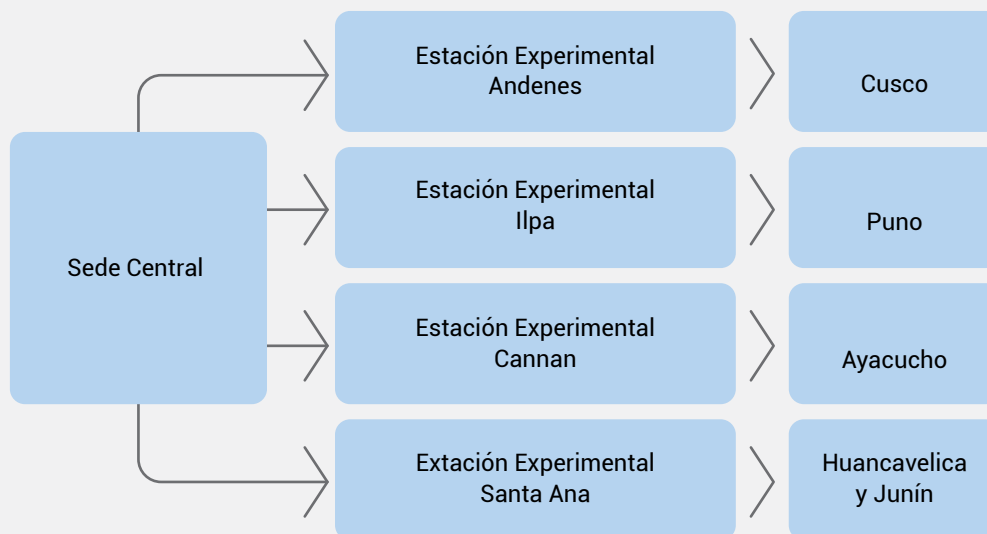 Sede Central
Estación Experimental
Andenes
Cusco
Estación Experimental
Ilpa
Puno
Estación Experimental
Cannan
Ayacucho
Extación Experimental
Santa Ana
Huancavelica
y Junín